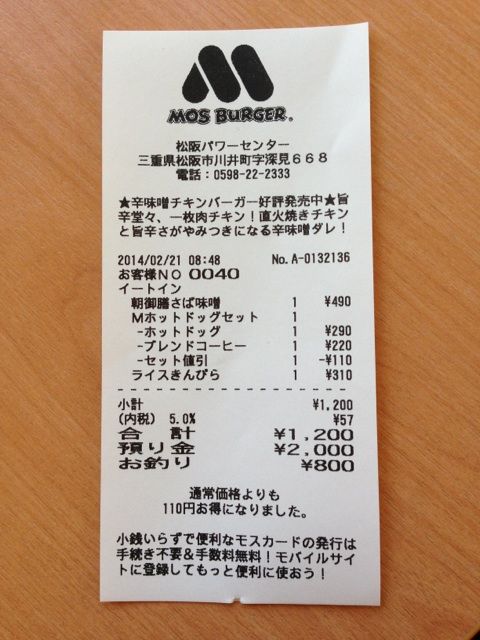 MOS BURGER®
松阪パワーセンター
三重県松阪市川井町字深見668
電話：0598-22-2333
★辛味噌チキンバーガー好評発売中★旨
辛堂々、一枚肉チキン！直火焼きチキン
と旨辛さがやみつきになる辛味噌ダレ！
2014/02/21 08:48 No.A-0132136
お客様NO 0040
イートイン
朝御膳さば味噌 1 ¥490
Mホットドッグセット 1
-ホットドッグ 1 ¥290
-ブレンドコーヒー 1 ¥220
-セット値引 1 -¥110
ライスきんぴら 1 ¥310
小計 ¥1,200
(内税) 5.0% ¥57
合 計 ¥1,200
預り金 ¥2,000
お釣り ¥800
通常価格よりも
110円お得になりました。
小銭いらずで便利なモスカードの発行は
手続き不要＆手数料無料！モバイルサイ
トに登録してもっと便利に使おう！